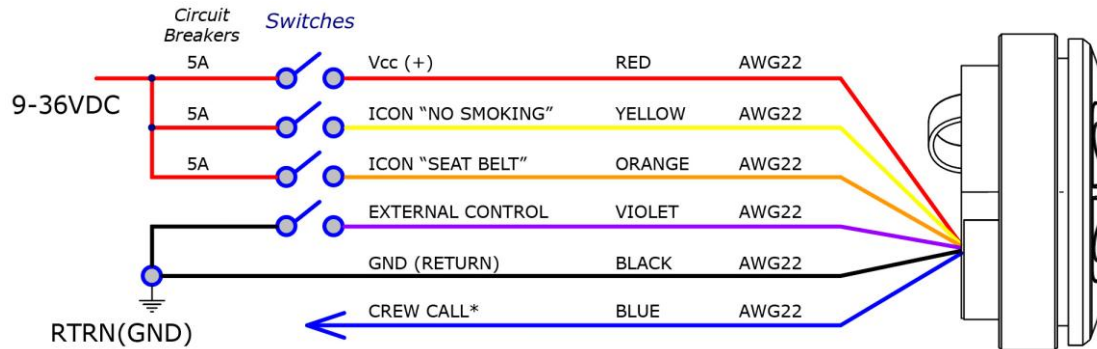 Circuit
Breakers
Switches
5A
Vcc (+) RED AWG22
9-36VDC
5A
ICON “NO SMOKING” YELLOW AWG22
5A
ICON “SEAT BELT” ORANGE AWG22
EXTERNAL CONTROL VIOLET AWG22
GND (RETURN) BLACK AWG22
CREW CALL* BLUE AWG22
RTRN(GND)